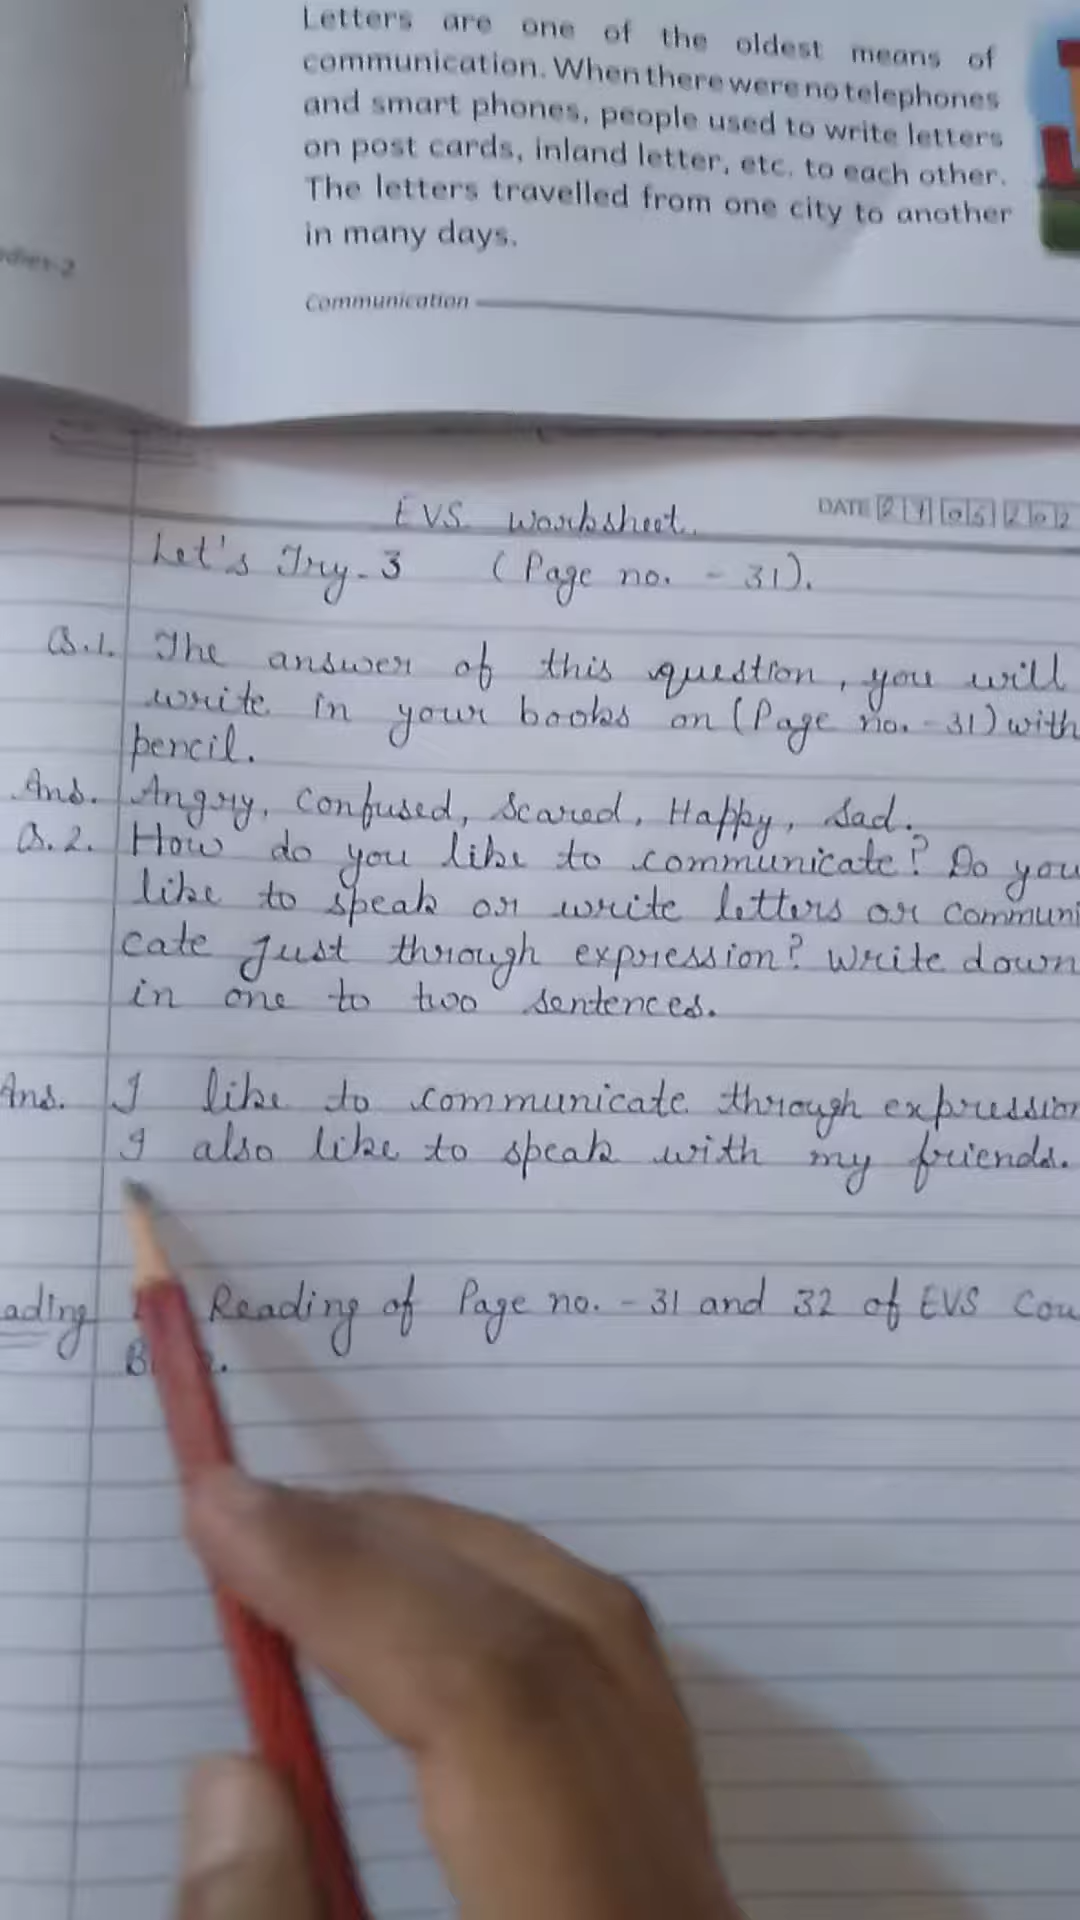 Letters are one of the oldest means of
communication. When there were no telephones
and smart phones, people used to write letters
on post cards, inland letter, etc. to each other.
The letters travelled from one city to another
in many days.
dies-2
Communication
EVS Worksheet.
DATE
Let's Try-3 (Page no. - 31).
Q.1. The answer of this question, you will
write in your books on (Page no. - 31) with
pencil.
Ans. Angry, Confused, Scared, Happy, Sad.
Q.2. How do you like to communicate? Do you
like to speak or write letters or communi
cate just through expression? Write down
in one to two sentences.
Ans. I like to communicate through expression
I also like to speak with my friends.
ading Reading of Page no. - 31 and 32 of EVS Cou